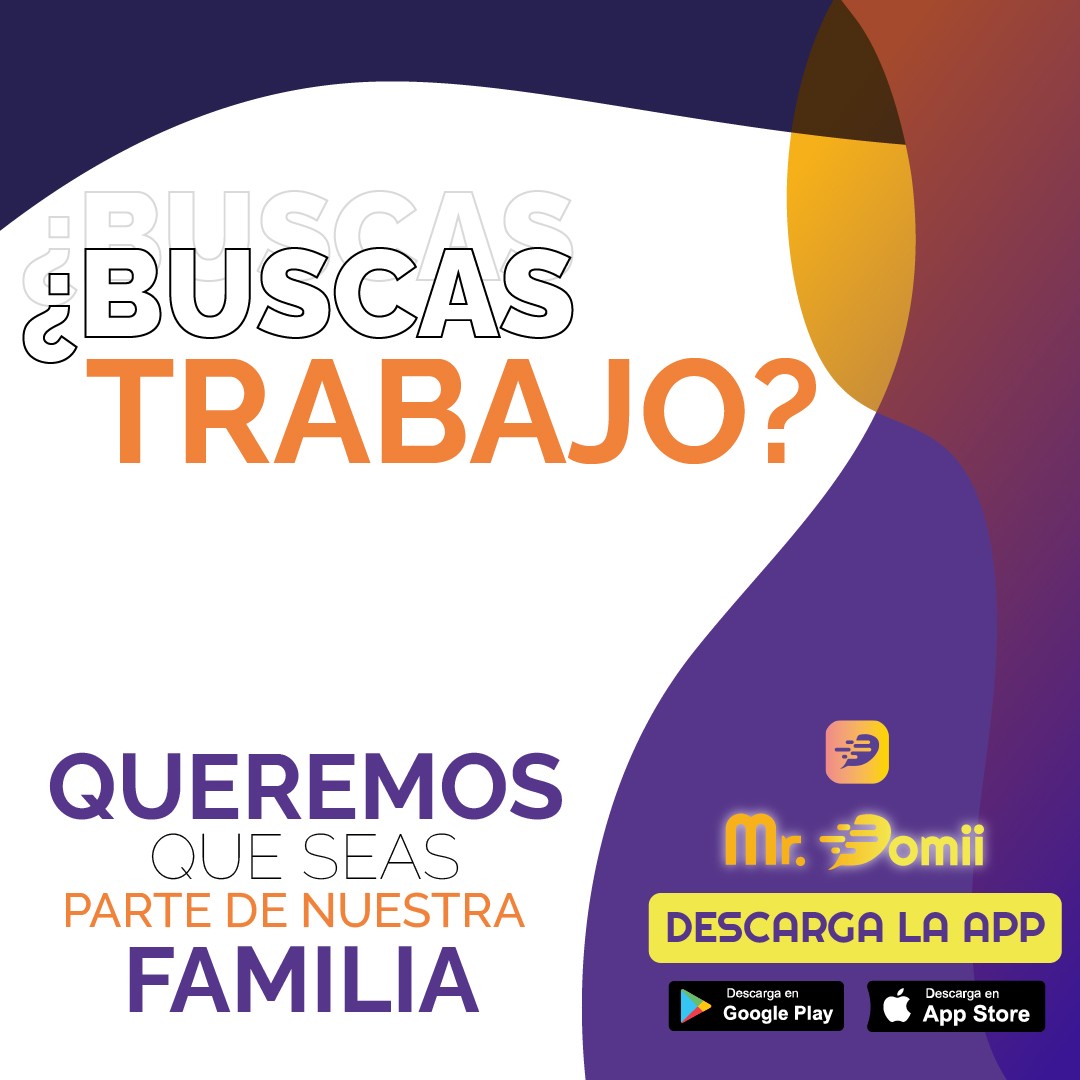 ¿BUSCAS
¿BUSCAS
TRABAJO?
QUEREMOS
QUE SEAS
PARTE DE NUESTRA
FAMILIA
Mr. Domii
DESCARGA LA APP
Descarga en
Google Play
Descarga en
App Store